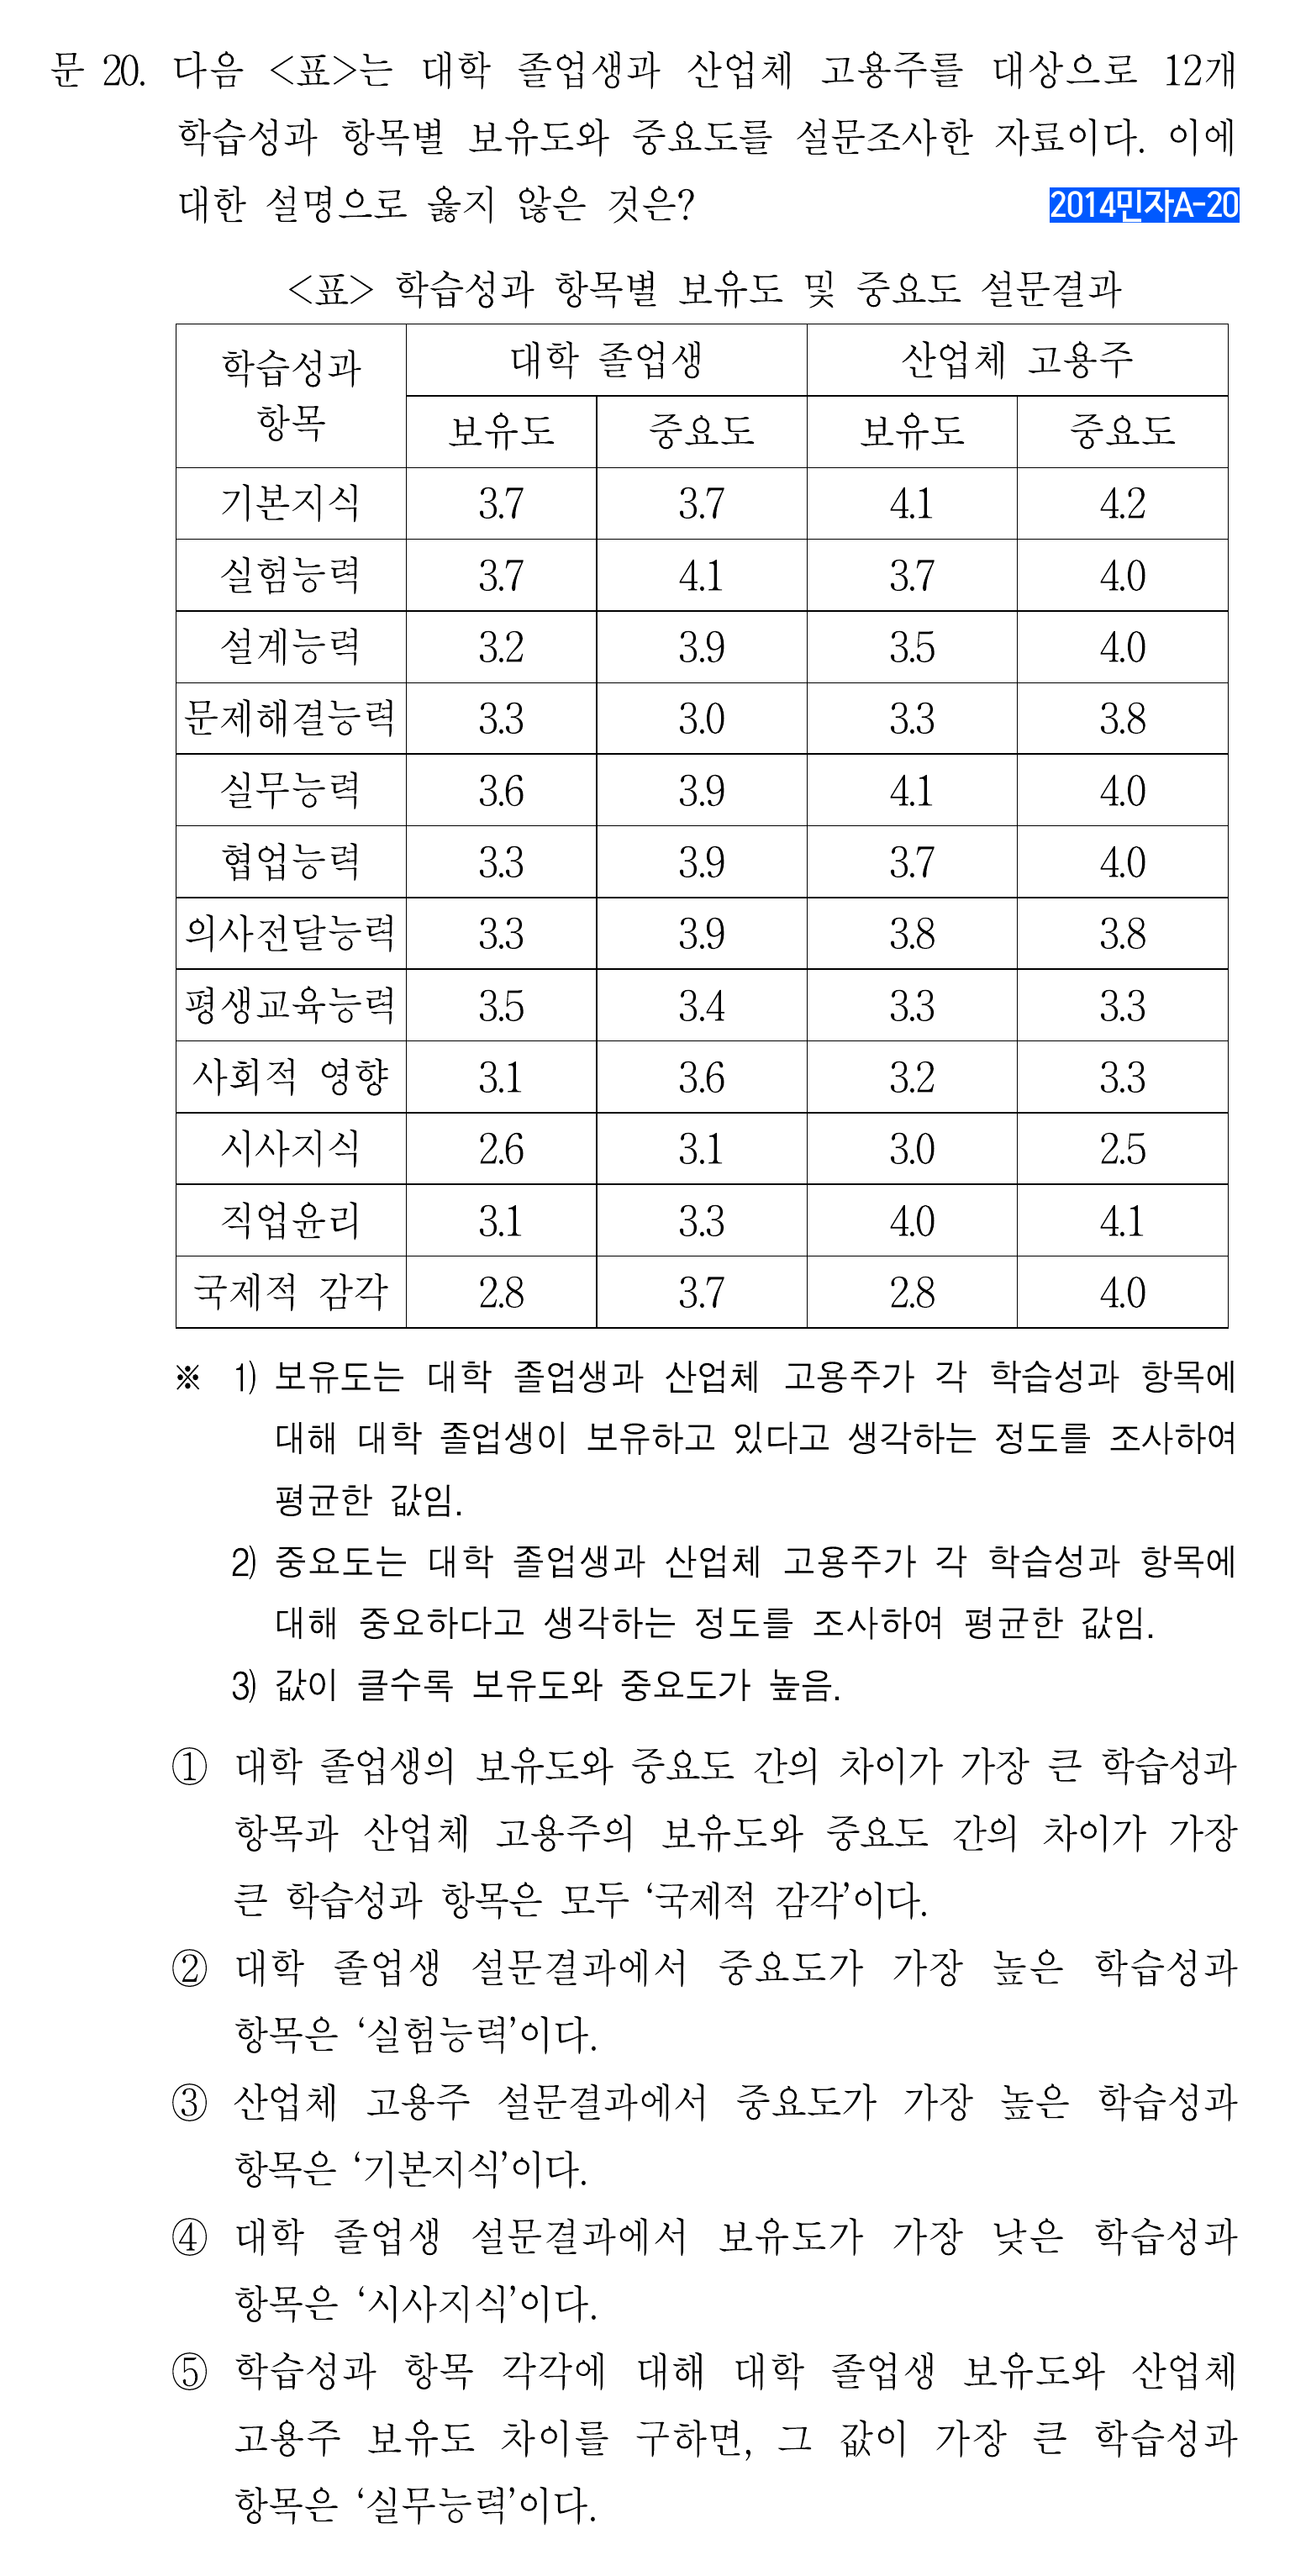 문 20. 다음 <표>는 대학 졸업생과 산업체 고용주를 대상으로 12개
학습성과 항목별 보유도와 중요도를 설문조사한 자료이다. 이에
대한 설명으로 옳지 않은 것은? 2014민자A-20
<표> 학습성과 항목별 보유도 및 중요도 설문결과
학습성과 항목 대학 졸업생 산업체 고용주
보유도 중요도 보유도 중요도
기본지식 3.7 3.7 4.1 4.2
실험능력 3.7 4.1 3.7 4.0
설계능력 3.2 3.9 3.5 4.0
문제해결능력 3.3 3.0 3.3 3.8
실무능력 3.6 3.9 4.1 4.0
협업능력 3.3 3.9 3.7 4.0
의사전달능력 3.3 3.9 3.8 3.8
평생교육능력 3.5 3.4 3.3 3.3
사회적 영향 3.1 3.6 3.2 3.3
시사지식 2.6 3.1 3.0 2.5
직업윤리 3.1 3.3 4.0 4.1
국제적 감각 2.8 3.7 2.8 4.0
※ 1) 보유도는 대학 졸업생과 산업체 고용주가 각 학습성과 항목에
대해 대학 졸업생이 보유하고 있다고 생각하는 정도를 조사하여
평균한 값임.
2) 중요도는 대학 졸업생과 산업체 고용주가 각 학습성과 항목에
대해 중요하다고 생각하는 정도를 조사하여 평균한 값임.
3) 값이 클수록 보유도와 중요도가 높음.
① 대학 졸업생의 보유도와 중요도 간의 차이가 가장 큰 학습성과
항목과 산업체 고용주의 보유도와 중요도 간의 차이가 가장
큰 학습성과 항목은 모두 ‘국제적 감각’이다.
② 대학 졸업생 설문결과에서 중요도가 가장 높은 학습성과
항목은 ‘실험능력’이다.
③ 산업체 고용주 설문결과에서 중요도가 가장 높은 학습성과
항목은 ‘기본지식’이다.
④ 대학 졸업생 설문결과에서 보유도가 가장 낮은 학습성과
항목은 ‘시사지식’이다.
⑤ 학습성과 항목 각각에 대해 대학 졸업생 보유도와 산업체
고용주 보유도 차이를 구하면, 그 값이 가장 큰 학습성과
항목은 ‘실무능력’이다.